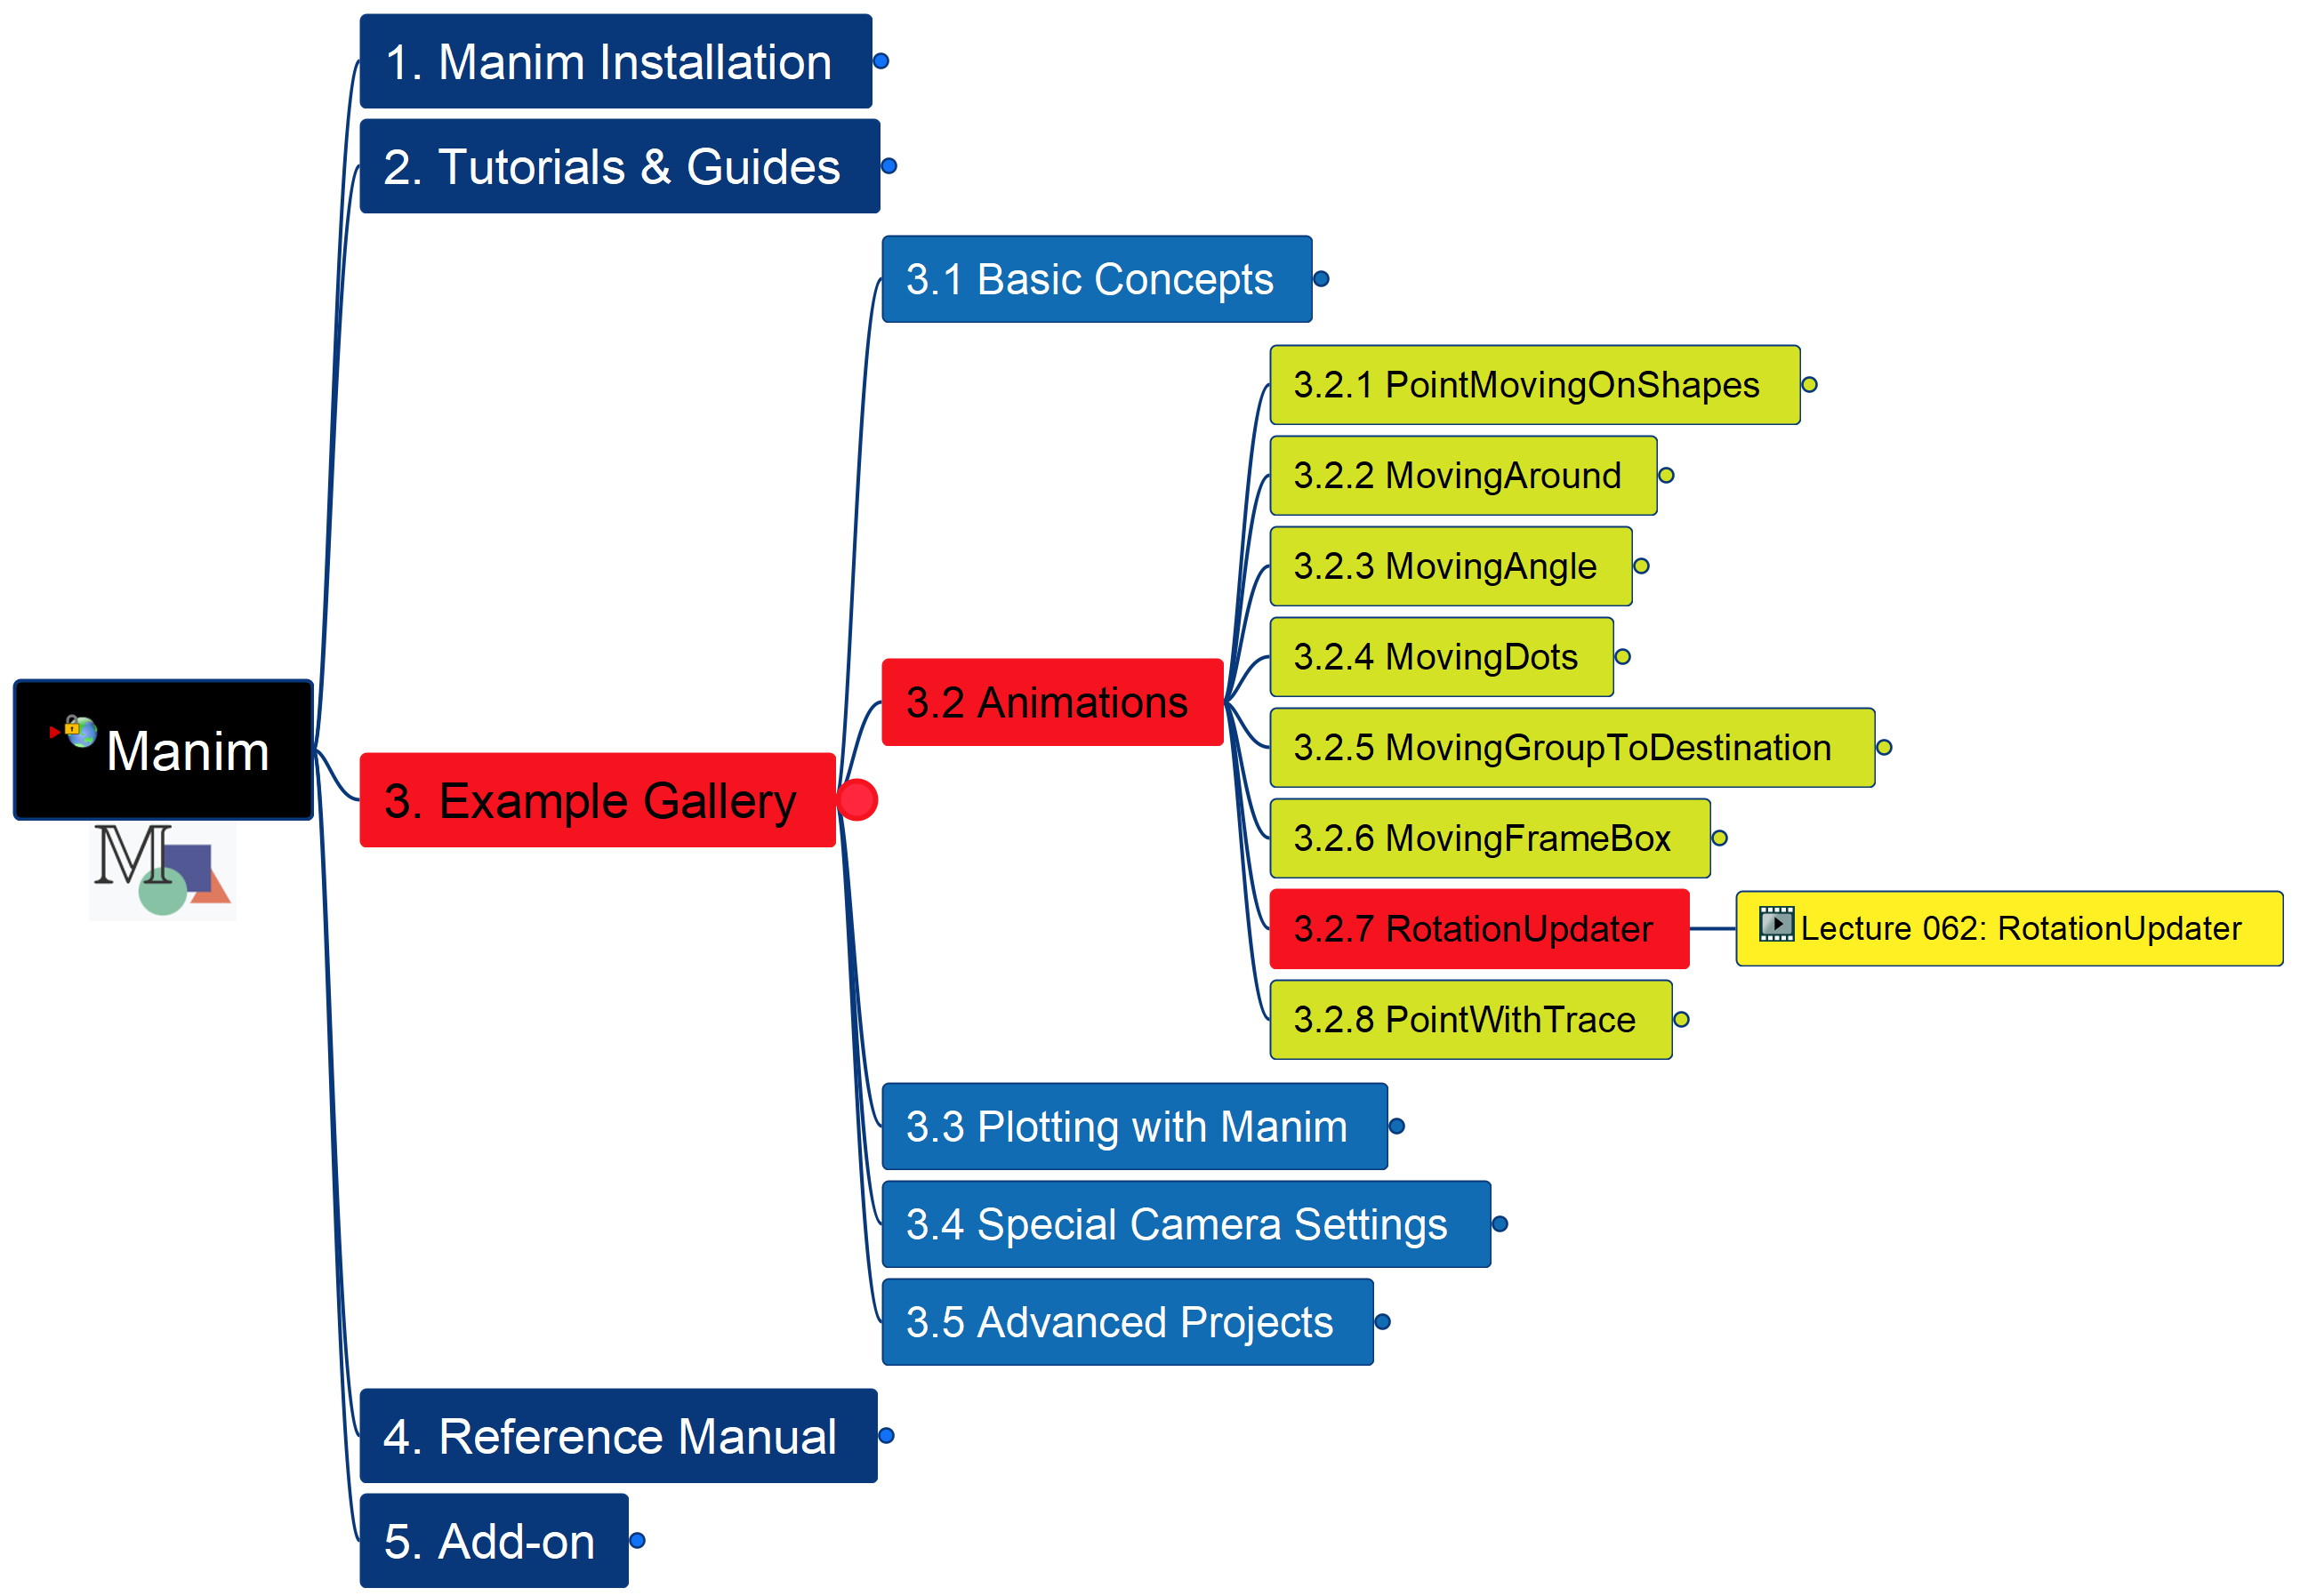 1. Manim Installation
2. Tutorials & Guides
3.1 Basic Concepts
3.2.1 PointMovingOnShapes
3.2.2 MovingAround
3.2.3 MovingAngle
3.2.4 MovingDots
3.2 Animations
3.2.5 MovingGroupToDestination
Manim
3. Example Gallery
3.2.6 MovingFrameBox
M
3.2.7 RotationUpdater
Lecture 062: RotationUpdater
3.2.8 PointWithTrace
3.3 Plotting with Manim
3.4 Special Camera Settings
3.5 Advanced Projects
4. Reference Manual
5. Add-on